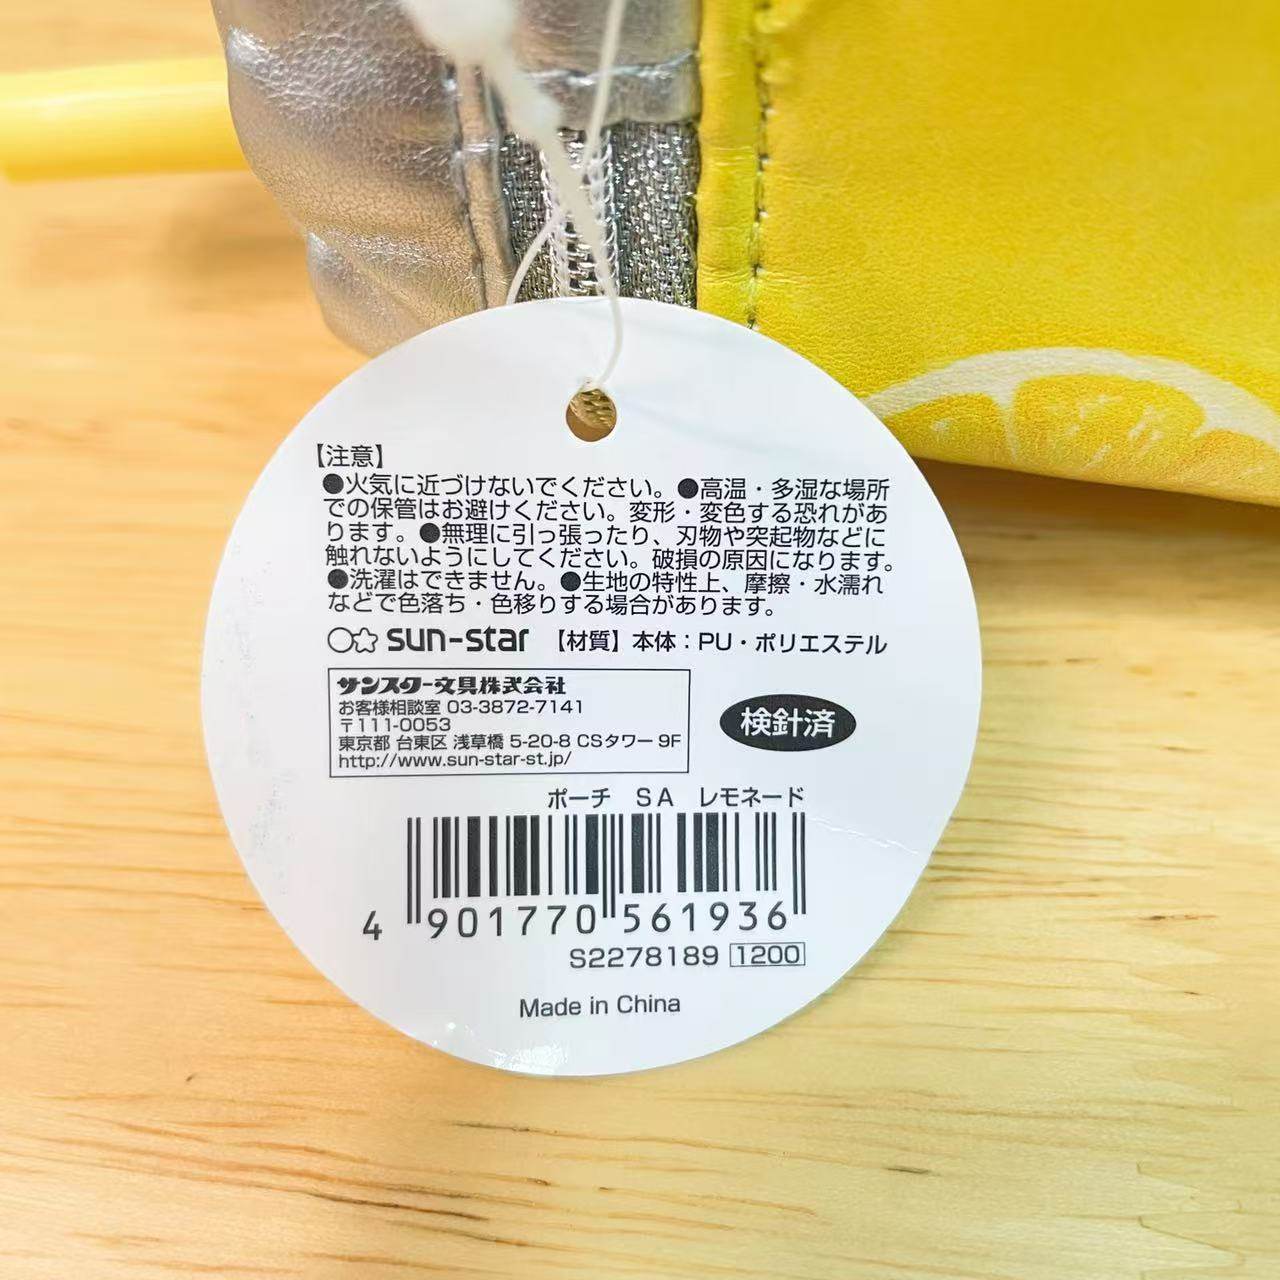 【注意】
●火気に近づけないでください。●高温・多湿な場所
での保管はお避けください。変形・変色する恐れがあ
ります。●無理に引っ張ったり、刃物や突起物などに
触れないようにしてください。破損の原因になります。
●洗濯はできません。●生地の特性上、摩擦・水濡れ
などで色落ち・色移りする場合があります。
sun-star 【材質】本体：PU・ポリエステル
サンスター文具株式会社
お客様相談室 03-3872-7141
〒111-0053
東京都 台東区 浅草橋 5-20-8 CSタワー 9F
http://www.sun-star-st.jp/
検針済
ポーチ SA レモネード
4 901770 561936
S2278189 1200
Made in China